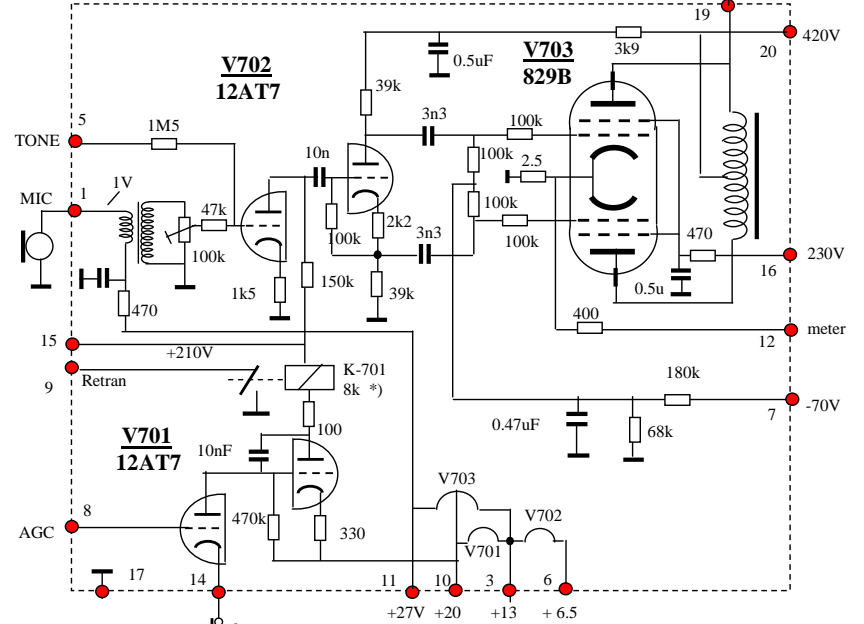 19
420V
20
3k9
V703
829B
0.5uF
V702
12AT7
39k
5
1M5
3n3
100k
TONE
10n
100k
2.5
1
1V
MIC
47k
100k
2k2
100k
100k
100k
3n3
470
230V
16
150k
0.5u
1k5
39k
470
400
meter
12
15
+210V
K-701
8k *)
9
Retran
180k
-70V
7
0.47uF
68k
100
V701
12AT7
10nF
V703
8
470k
330
V702
AGC
V701
17
14
11
10
3
6
+27V
+20
+13
+ 6.5